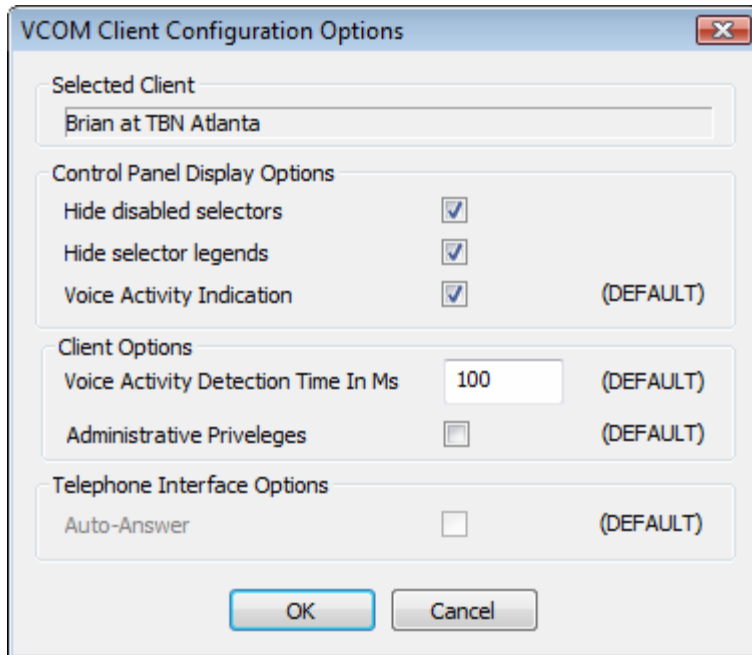 VCOM Client Configuration Options
Selected Client
Brian at TBN Atlanta
Control Panel Display Options
Hide disabled selectors
Hide selector legends
Voice Activity Indication (DEFAULT)
Client Options
Voice Activity Detection Time In Ms 100 (DEFAULT)
Administrative Priveleges (DEFAULT)
Telephone Interface Options
Auto-Answer (DEFAULT)
OK Cancel